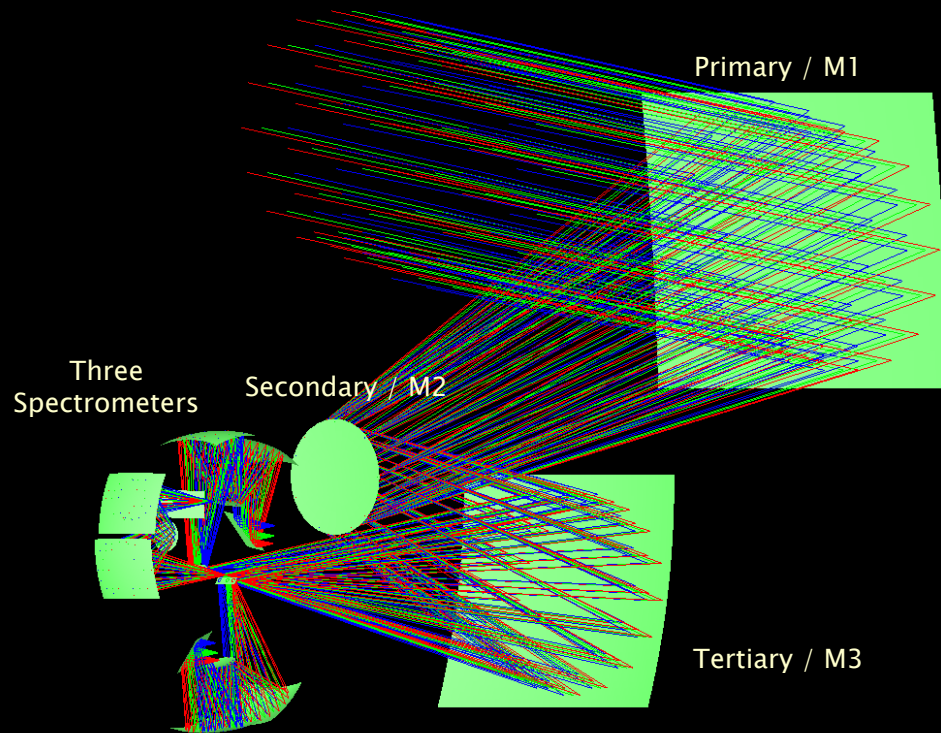 Primary / M1
Three
Spectrometers
Secondary / M2
Tertiary / M3